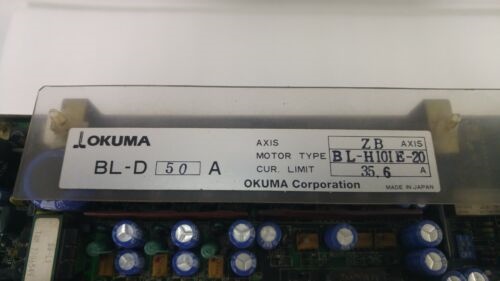 OKUMA
BL-D 50 A
AXIS ZB AXIS
MOTOR TYPE BL-H101E-20
CUR. LIMIT 35.6 A
OKUMA Corporation MADE IN JAPAN